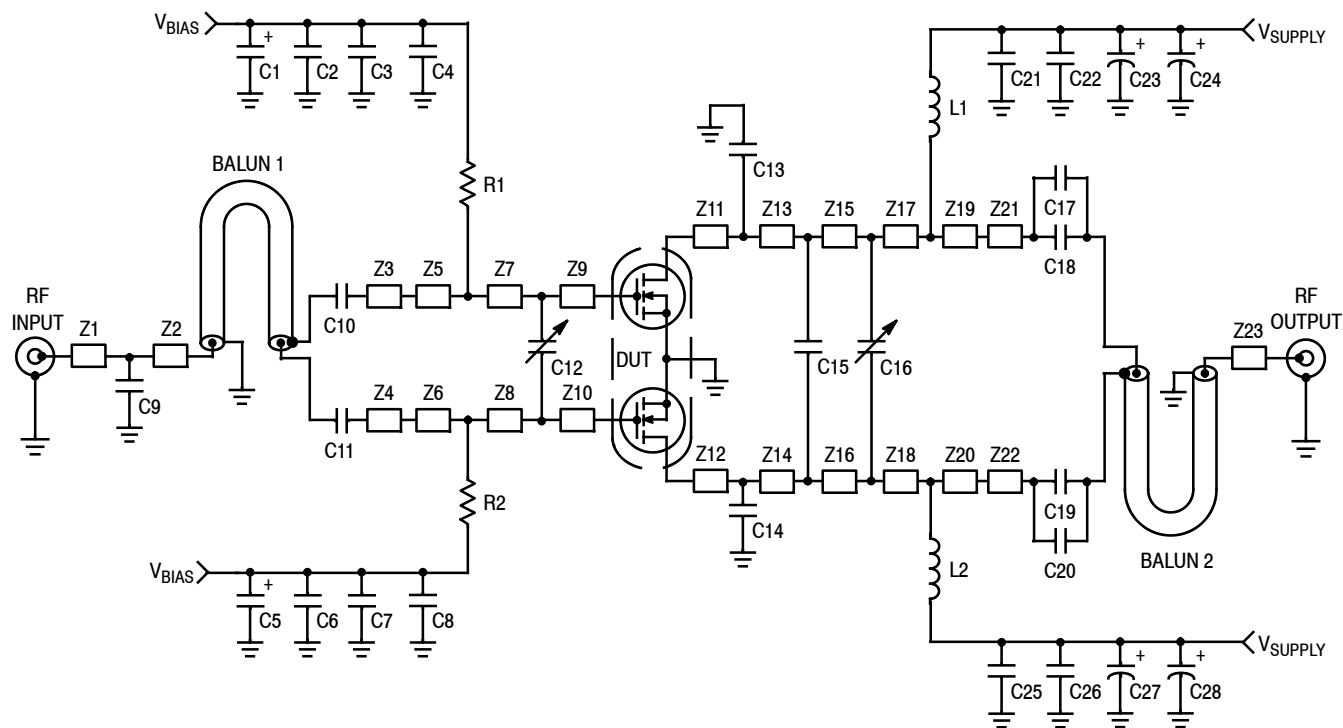 VBIAS
+
C1
C2
C3
C4
R1
BALUN 1
RF
INPUT
Z1
Z2
C9
C10
Z3
Z5
Z7
Z9
C12
C11
Z4
Z6
Z8
Z10
DUT
R2
VBIAS
+
C5
C6
C7
C8
VSUPPLY
C21
C22
+
C23
+
C24
L1
C13
Z11
Z13
Z15
Z17
Z19
Z21
C17
C18
C15
C16
Z12
Z14
Z16
Z18
Z20
Z22
C14
C19
C20
RF
OUTPUT
Z23
BALUN 2
L2
VSUPPLY
C25
C26
+
C27
+
C28